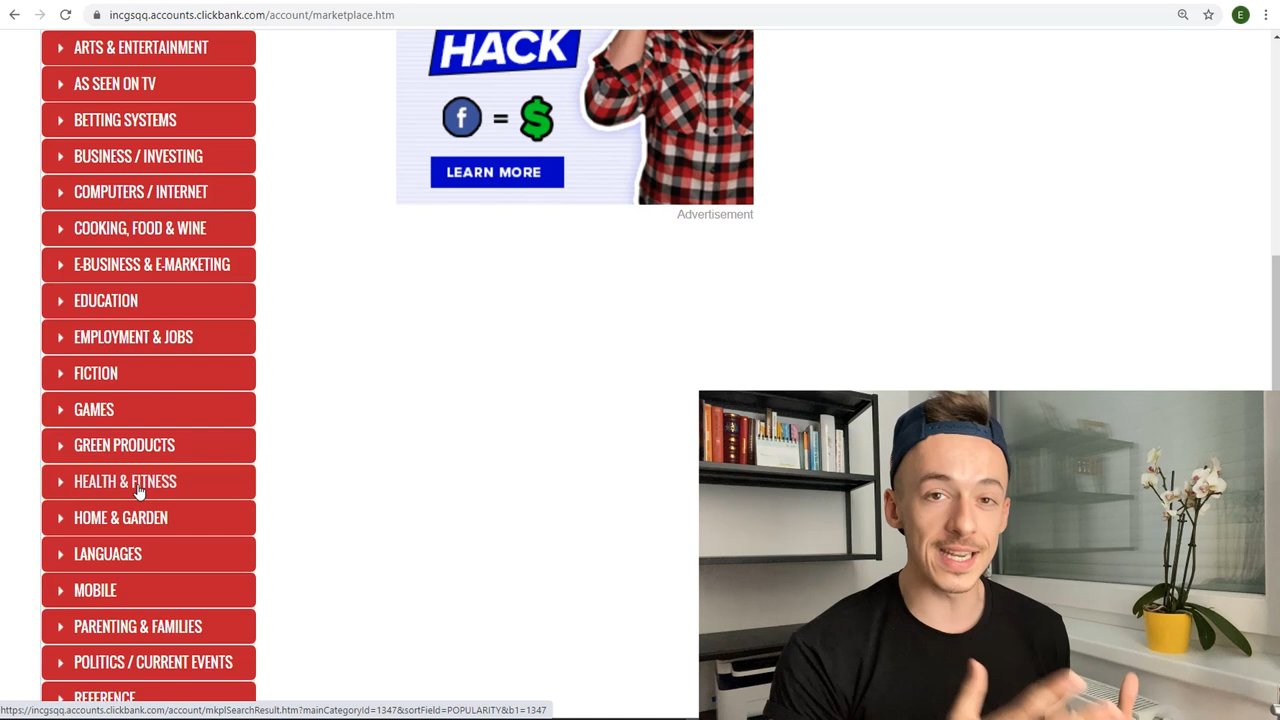 incgsqq.accounts.clickbank.com/account/marketplace.htm
E
ARTS & ENTERTAINMENT
AS SEEN ON TV
BETTING SYSTEMS
BUSINESS / INVESTING
COMPUTERS / INTERNET
COOKING, FOOD & WINE
E-BUSINESS & E-MARKETING
EDUCATION
EMPLOYMENT & JOBS
FICTION
GAMES
GREEN PRODUCTS
HEALTH & FITNESS
HOME & GARDEN
LANGUAGES
MOBILE
PARENTING & FAMILIES
POLITICS / CURRENT EVENTS
REFERENCE
HACK
f = $
LEARN MORE
Advertisement
https://incgsqq.accounts.clickbank.com/account/mkplSearchResult.htm?mainCategoryId=1347&sortField=POPULARITY&b1=1347